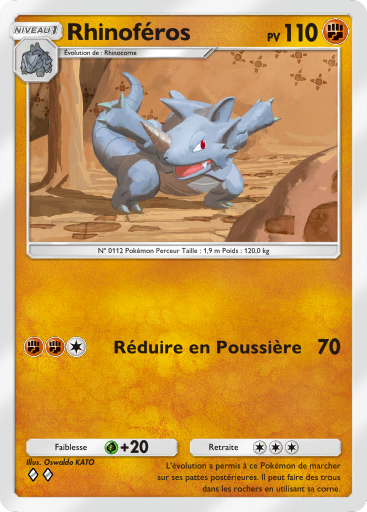 NIVEAU 1
Rhinoféros
PV 110
Évolution de : Rhinocorne
N° 0112 Pokémon Perceur Taille : 1,9 m Poids : 120,0 kg
Réduire en Poussière 70
Faiblesse +20 Retraite
Illus. Oswaldo KATO
L'évolution a permis à ce Pokémon de marcher
sur ses pattes postérieures. Il peut faire des trous
dans les rochers en utilisant sa corne.